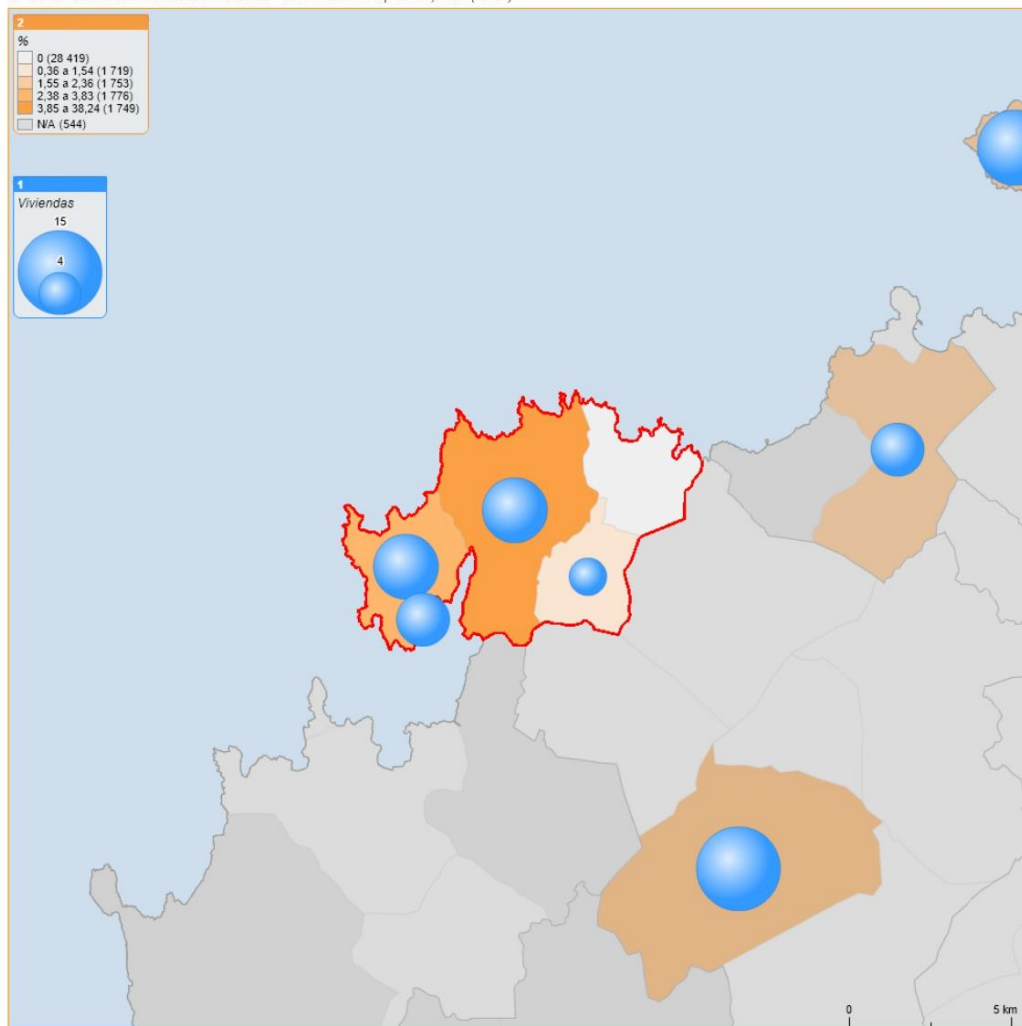 2
%
0 (28 419)
0,36 a 1,54 (1 719)
1,55 a 2,36 (1 753)
2,38 a 3,83 (1 776)
3,85 a 38,24 (1 749)
N/A (544)
1
Viviendas
15
4
0
5 km